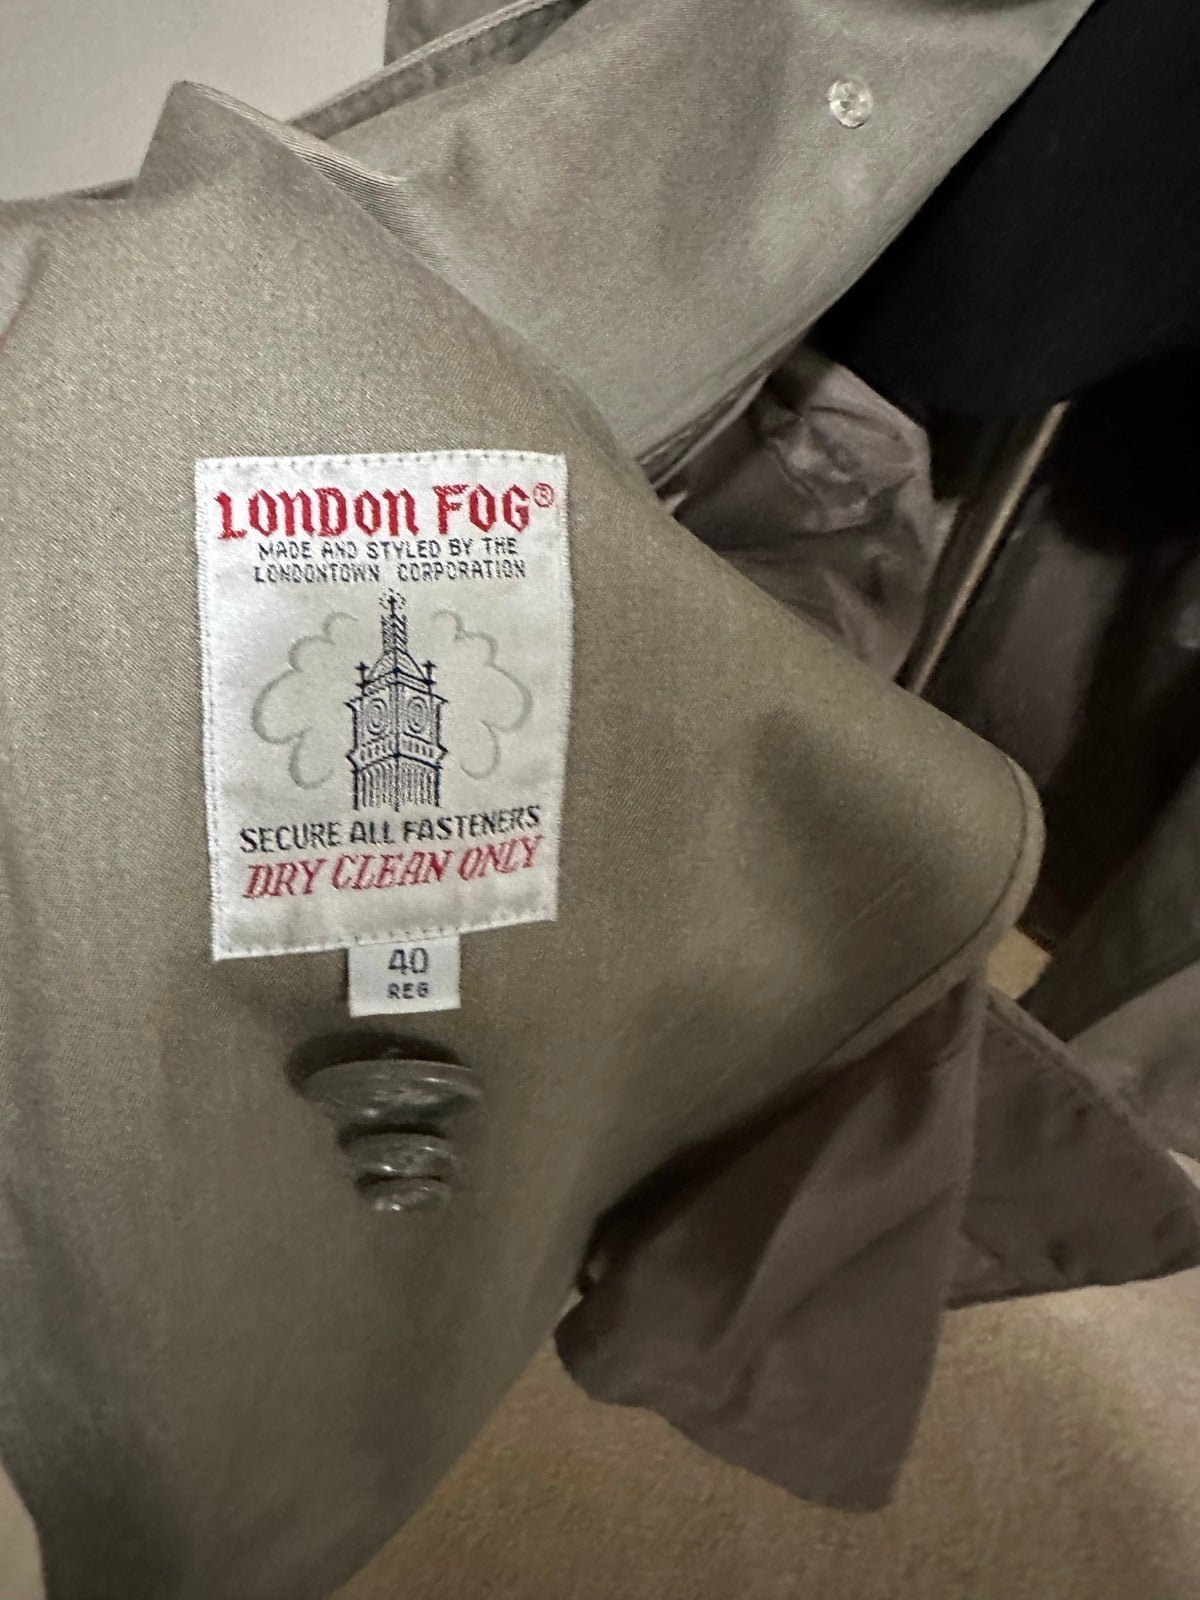 LONDON FOG®
MADE AND STYLED BY THE
LONDONTOWN CORPORATION
SECURE ALL FASTENERS
DRY CLEAN ONLY
40
REG